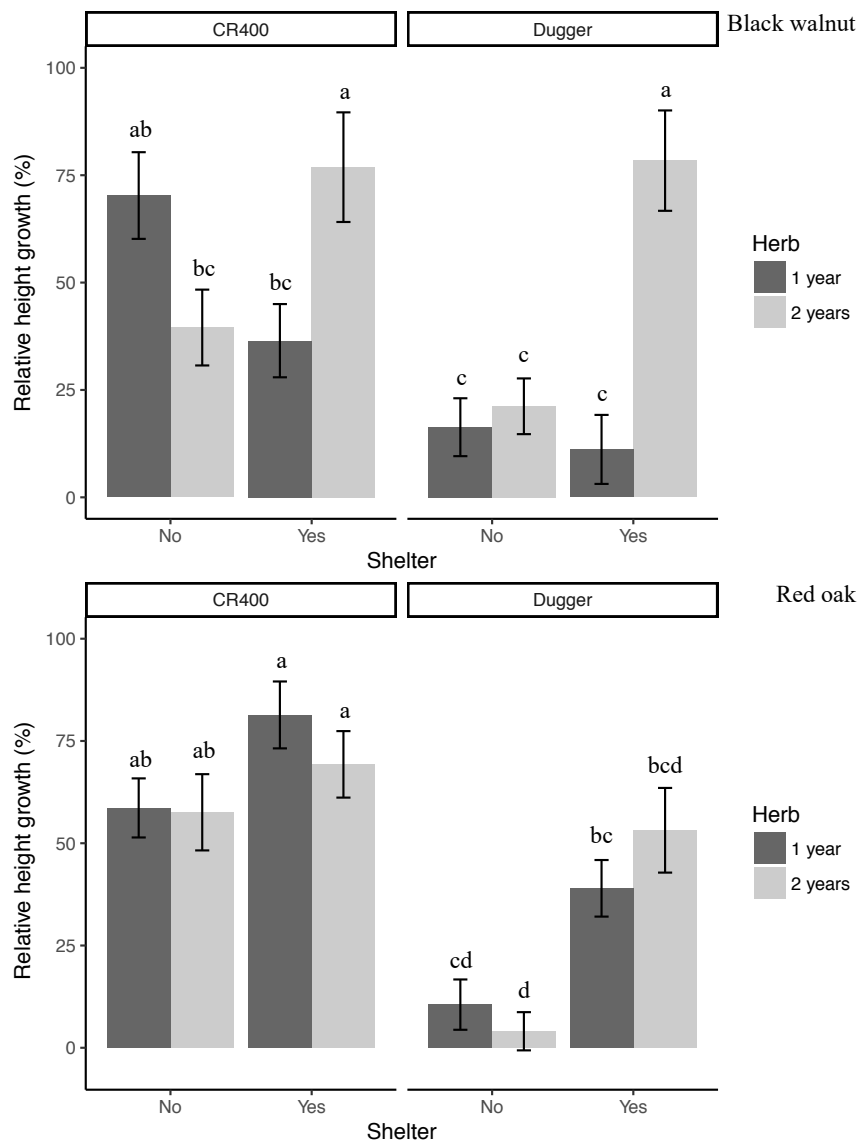 CR400 Dugger Black walnut
100
ab a a
75
Relative height growth (%)
Herb
50
bc bc 1 year
2 years
25
c c c
0
No Yes No Yes
Shelter
CR400 Dugger Red oak
100
a
ab ab a
75
bcd
Relative height growth (%)
Herb
50
bc 1 year
2 years
25
cd d
0
No Yes No Yes
Shelter